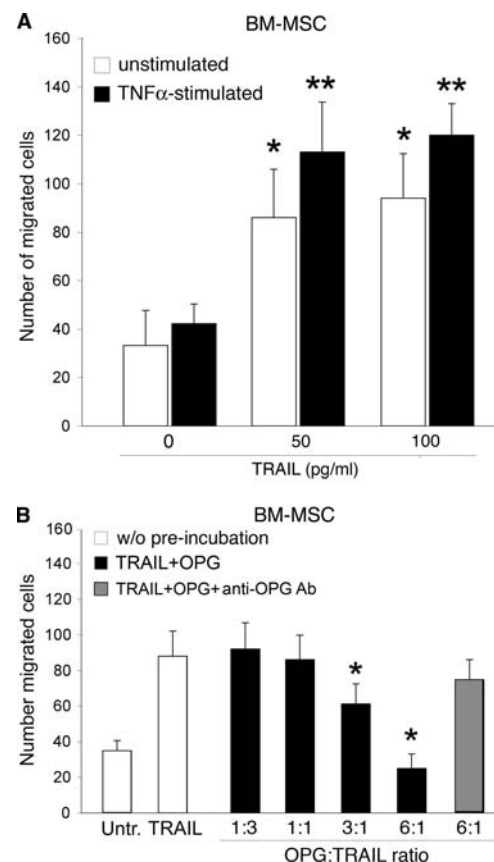 A
BM-MSC
160
140
120
100
80
60
40
20
0
Number of migrated cells
unstimulated
TNFα-stimulated
* ** * **
0 50 100
TRAIL (pg/ml)
B
BM-MSC
160
140
120
100
80
60
40
20
0
Number migrated cells
w/o pre-incubation
TRAIL+OPG
TRAIL+OPG+anti-OPG Ab
* *
Untr. TRAIL 1:3 1:1 3:1 6:1 6:1
OPG:TRAIL ratio